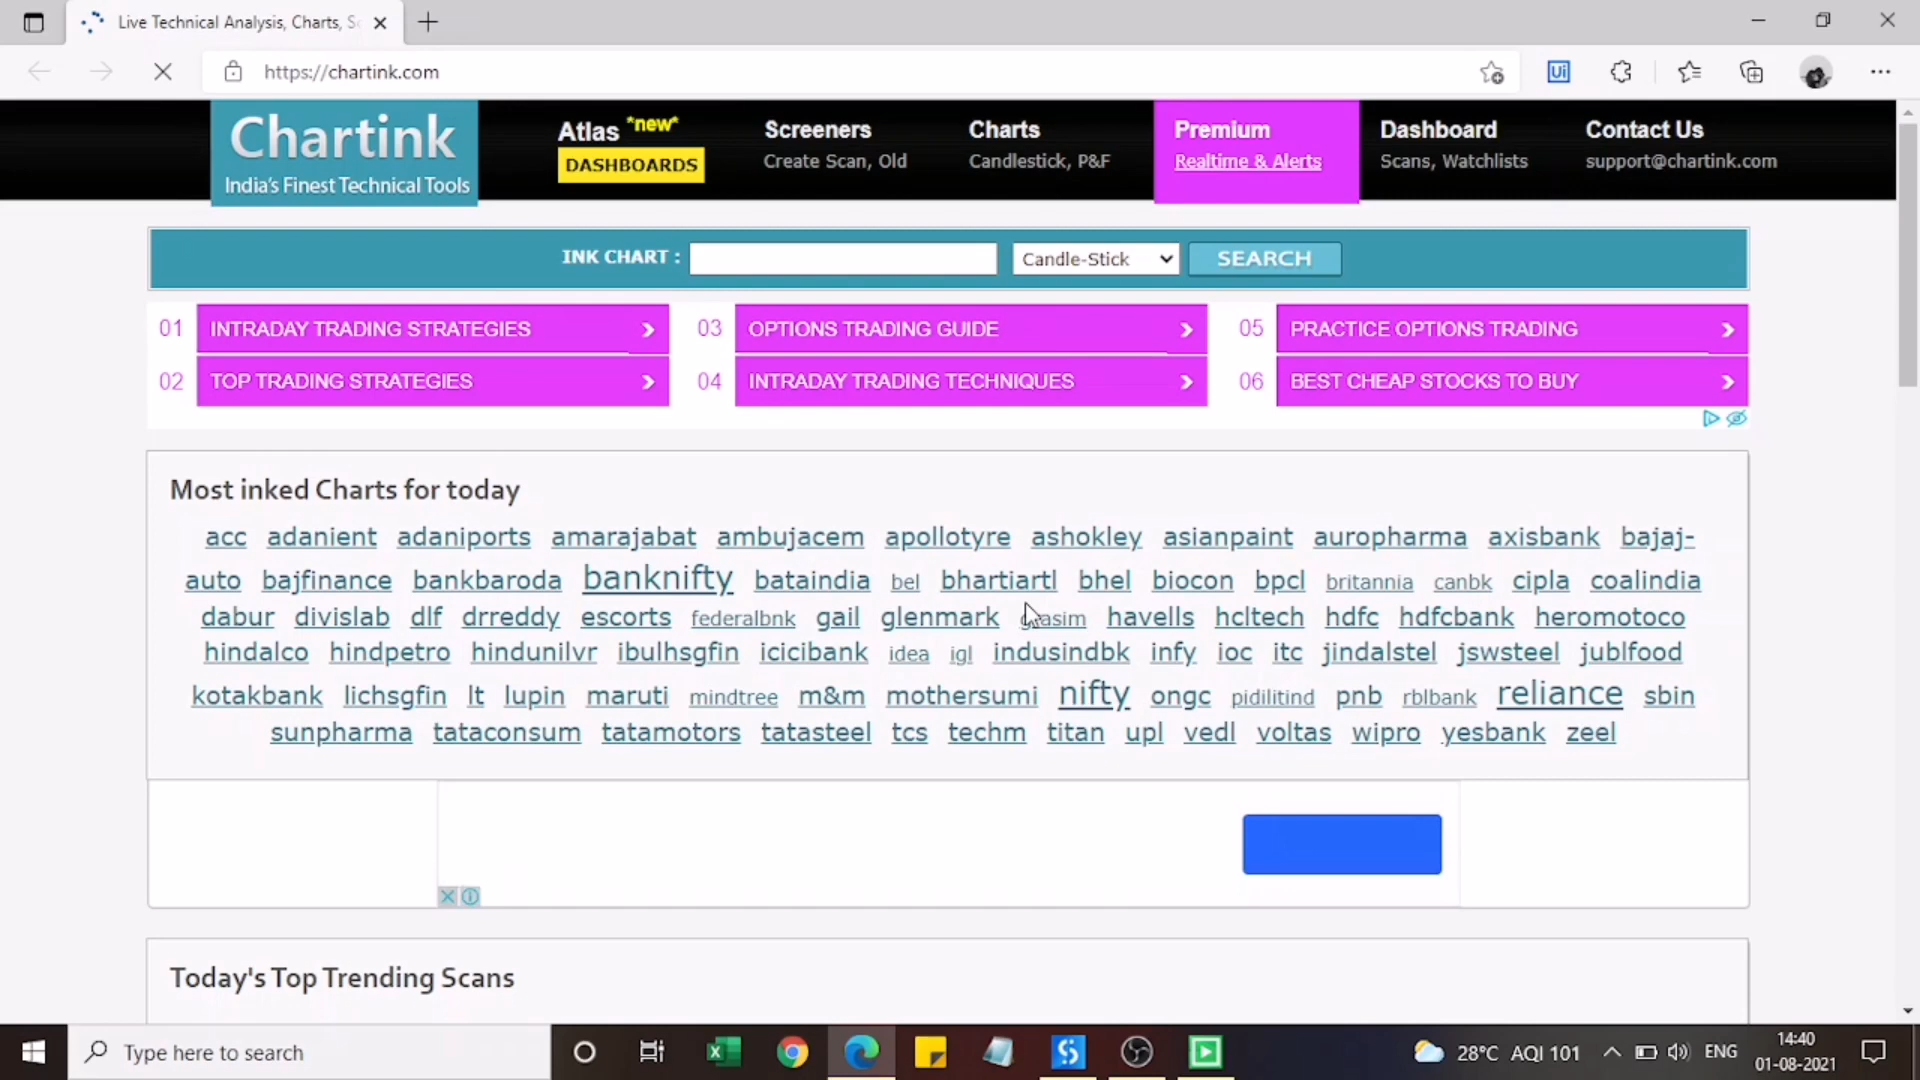 Live Technical Analysis, Charts, S
https://chartink.com
Chartink
India's Finest Technical Tools
Atlas *new*
DASHBOARDS
Screeners
Create Scan, Old
Charts
Candlestick, P&F
Premium
Realtime & Alerts
Dashboard
Scans, Watchlists
Contact Us
support@chartink.com
INK CHART :
Candle-Stick
SEARCH
01 INTRADAY TRADING STRATEGIES
03 OPTIONS TRADING GUIDE
05 PRACTICE OPTIONS TRADING
02 TOP TRADING STRATEGIES
04 INTRADAY TRADING TECHNIQUES
06 BEST CHEAP STOCKS TO BUY
Most inked Charts for today
acc adanient adaniports amarajabat ambujacem apollotyre ashokley asianpaint auropharma axisbank bajaj-
auto bajfinance bankbaroda banknifty bataindia bel bhartiartl bhel biocon bpcl britannia canbk cipla coalindia
dabur divislab dlf drreddy escorts federalbnk gail glenmark havells hcltech hdfc hdfcbank heromotoco
hindalco hindpetro hindunilvr ibulhsgfin icicibank idea igl indusindbk infy ioc itc jindalstel jswsteel jublfood
kotakbank lichsgfin lt lupin maruti mindtree m&m mothersumi nifty ongc pidilitind pnb rblbank reliance sbin
sunpharma tataconsum tatamotors tatasteel tcs techm titan upl vedl voltas wipro yesbank zeel
Today's Top Trending Scans
Type here to search
28°C AQI 101
ENG
14:40
01-08-2021